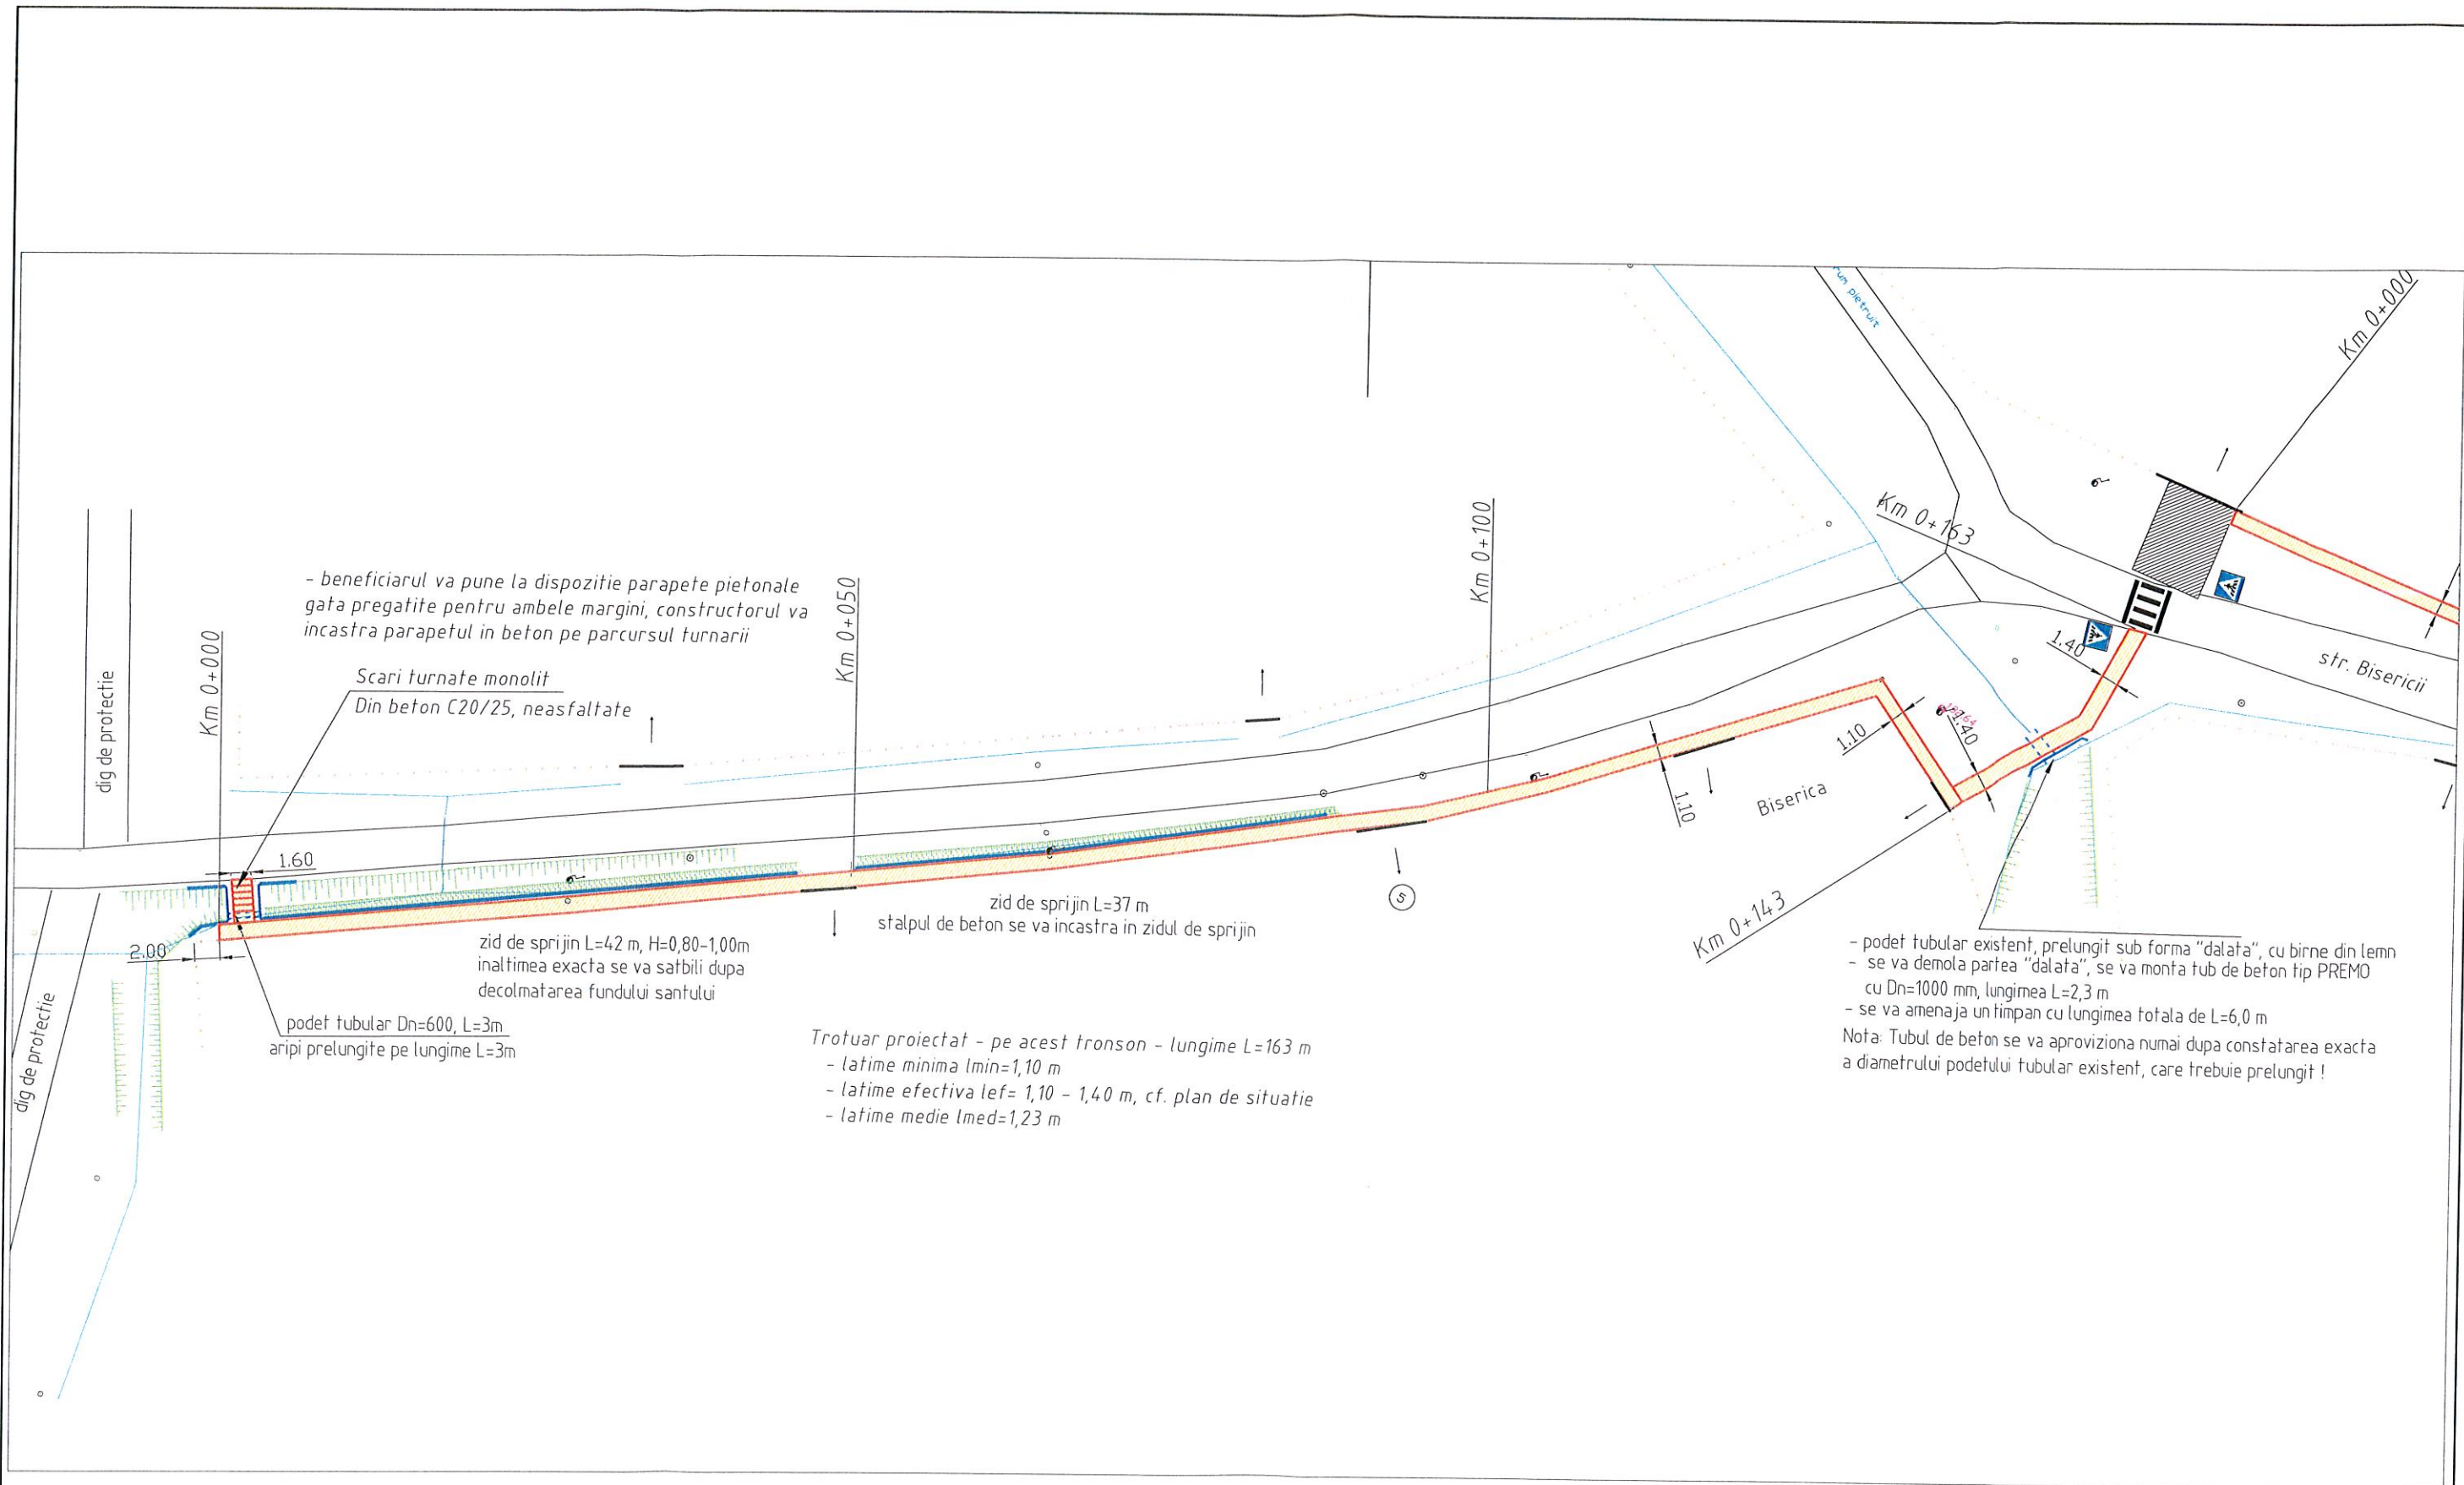 um pietruit
Km 0+000
Km 0+163
- beneficiarul va pune la dispozitie parapete pietonale
gata pregatite pentru ambele margini, constructorul va
incastra parapetul in beton pe parcursul turnarii
Km 0+000
Km 0+050
Km 0+100
Scari turnate monolit
Din beton C20/25, neasfaltate
dig de protectie
1.40
str. Bisericii
1.10
1.40
1.10
Biserica
1.60
5
zid de sprijin L=37 m
stalpul de beton se va incastra in zidul de sprijin
2.00
zid de sprijin L=42 m, H=0,80-1,00m
inaltimea exacta se va satbili dupa
decolmatarea fundului santului
Km 0+143
- podet tubular existent, prelungit sub forma "dalata", cu birne din lemn
- se va demola partea "dalata", se va monta tub de beton tip PREMO
cu Dn=1000 mm, lungimea L=2,3 m
- se va amenaja un timpan cu lungimea totala de L=6,0 m
Nota: Tubul de beton se va aproviziona numai dupa constatarea exacta
a diametrului podetului tubular existent, care trebuie prelungit !
dig de protectie
podet tubular Dn=600, L=3m
aripi prelungite pe lungime L=3m
Trotuar proiectat - pe acest tronson - lungime L=163 m
- latime minima lmin=1,10 m
- latime efectiva lef= 1,10 - 1,40 m, cf. plan de situatie
- latime medie lmed=1,23 m